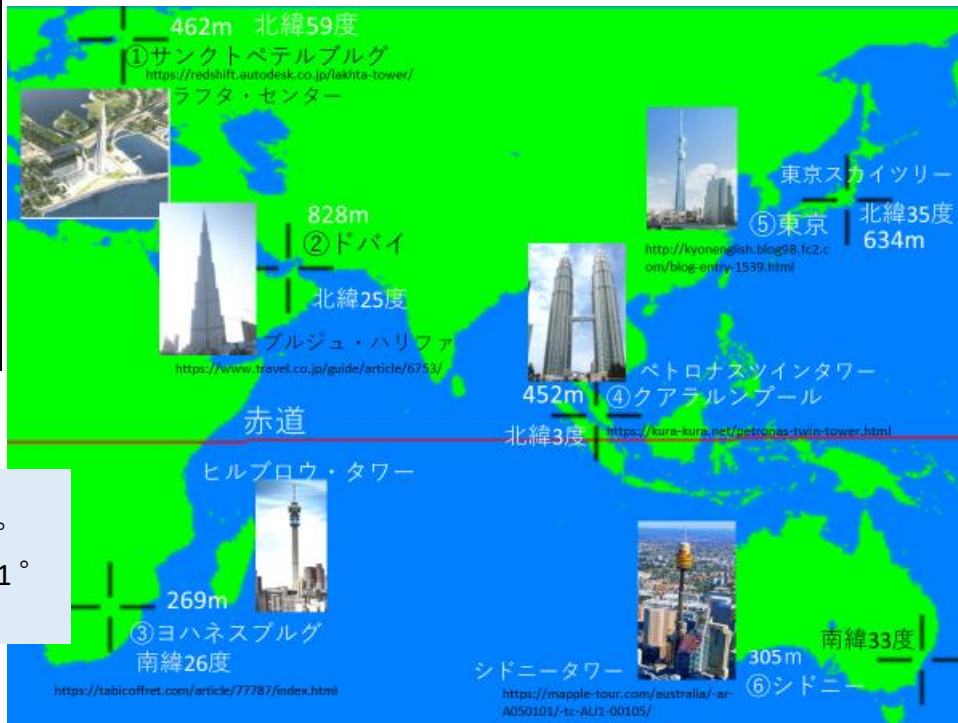 462m 北緯59度
①サンクトペテルブルグ
https://redshift.autodesk.co.jp/lakhta-tower/
ラフタ・センター
828m
②ドバイ
北緯25度
ブルジュ・ハリファ
https://www.travel.co.jp/guide/article/6753/
東京スカイツリー
⑤東京
北緯35度
634m
http://kyonenglish.blog98.fc2.c
om/blog-entry-1539.html
ペトロナスツインタワー
452m
④クアラルンプール
北緯3度
https://kura-kura.net/petronas-twin-tower.html
赤道
ヒルブロウ・タワー
°
1°
269m
③ヨハネスブルグ
南緯26度
https://tabicoffret.com/article/77787/index.html
南緯33度
シドニータワー
305m
⑥シドニー
https://mapple-tour.com/australia/-ar-
A050101/-tc-AU1-00105/